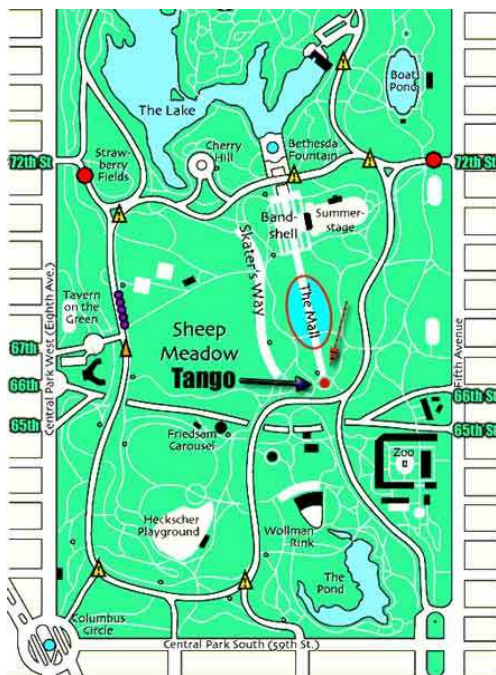 The Lake
Boat
Pond
72th St
Straw-
berry
Fields
Cherry
Hill
Bethesda
Fountain
72th St
Band-
shell
Summer-
stage
Skater's Way
The Mall
Tavern
on the
Green
Central Park West (Eighth Ave.)
Fifth Avenue
Sheep
Meadow
Tango
67th
66th
65th
66th St
65th St
Friedsam
Carousel
Zoo
Heckscher
Playground
Wollman
Rink
The
Pond
Columbus
Circle
Central Park South (59th St.)